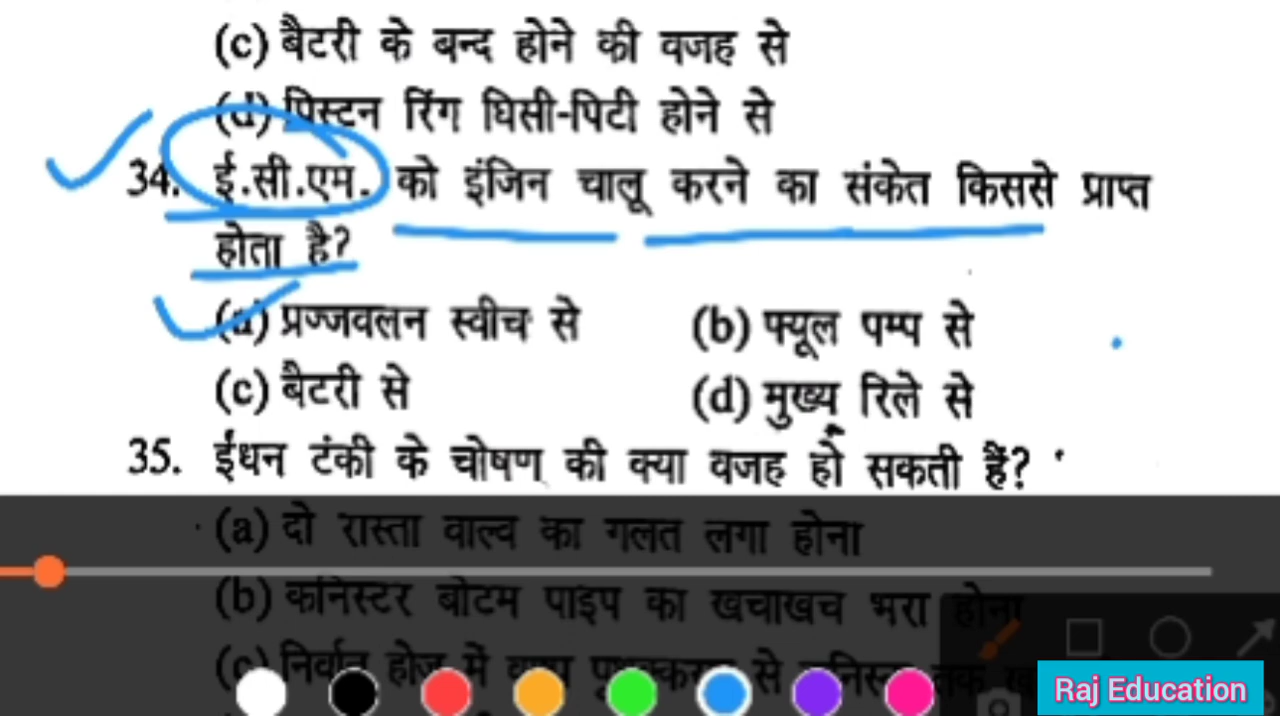 (c) बैटरी के बन्द होने की वजह से
(d) पिस्टन रिंग घिसी-पिटी होने से
34. ई.सी.एम. को इंजिन चालू करने का संकेत किससे प्राप्त
होता है?
(a) प्रज्जवलन स्वीच से (b) फ्यूल पम्प से
(c) बैटरी से (d) मुख्य रिले से
35. ईंधन टंकी के चोषण की क्या वजह हो सकती हैं?
(a) दो रास्ता वाल्व का गलत लगा होना
(b) कनिस्टर बोटम पाइप का खचाखच भरा होना
(c) निर्वात होज में से
Raj Education